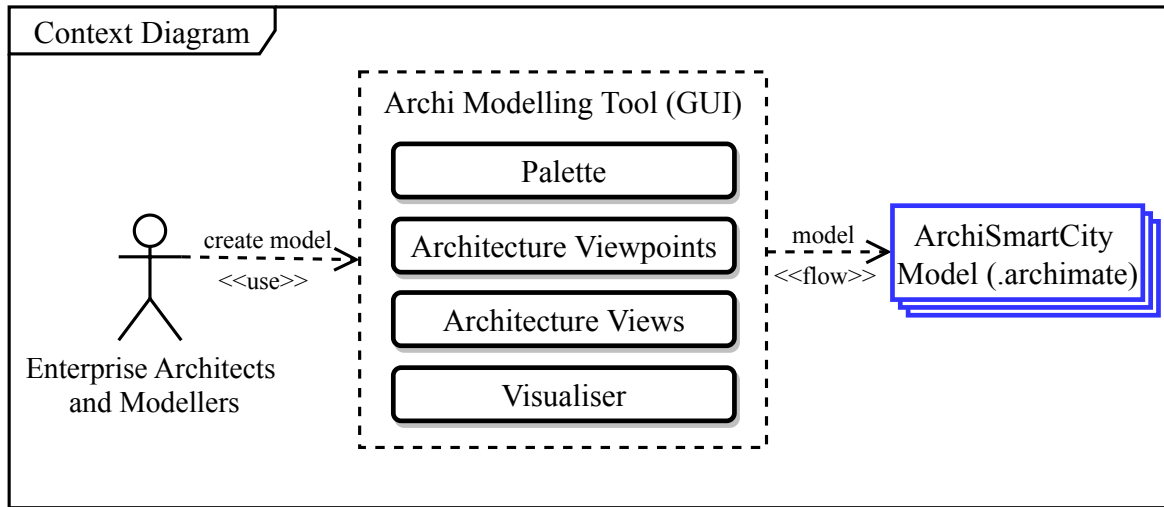 Context Diagram
Archi Modelling Tool (GUI)
Palette
Architecture Viewpoints
Architecture Views
Visualiser
create model
<<use>>
Enterprise Architects
and Modellers
model
<<flow>>
ArchiSmartCity
Model (.archimate)